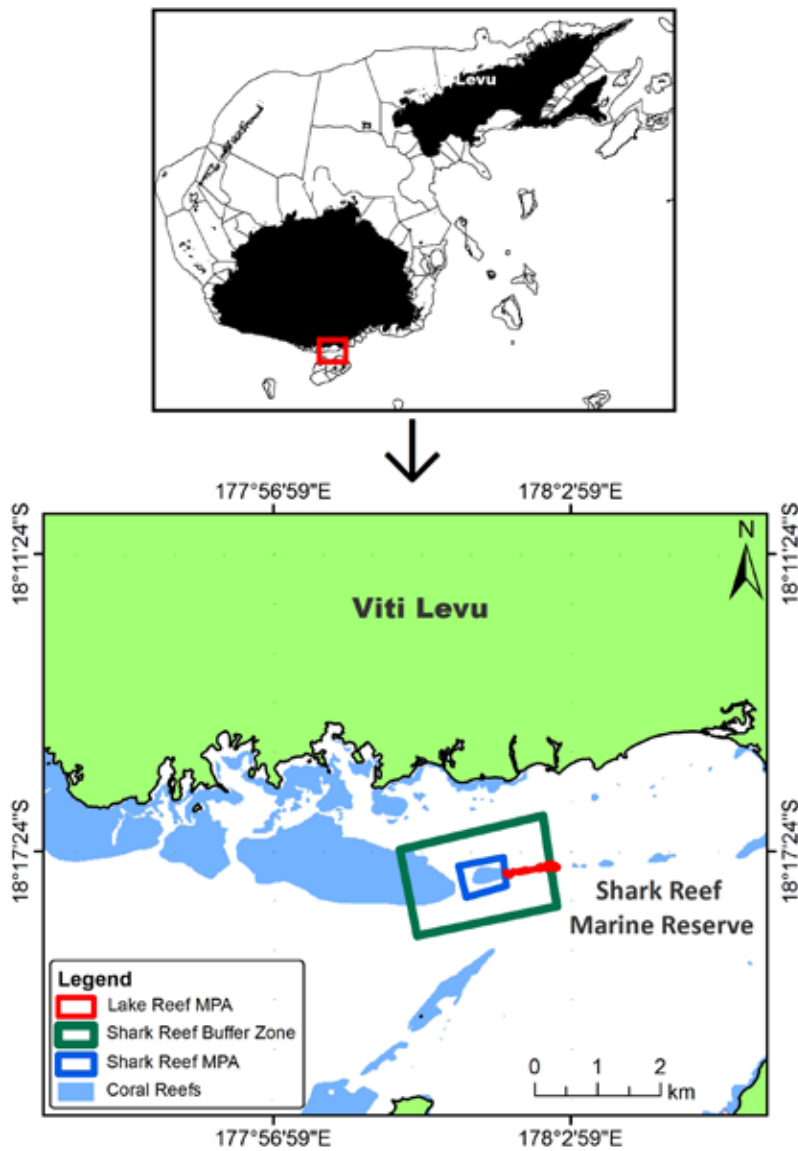 Levu
177°56'59"E
178°2'59"E
18°11'24"S
18°11'24"S
N
Viti Levu
18°17'24"S
18°17'24"S
Shark Reef
Marine Reserve
Legend
Lake Reef MPA
Shark Reef Buffer Zone
Shark Reef MPA
Coral Reefs
0 1 2
km
177°56'59"E
178°2'59"E